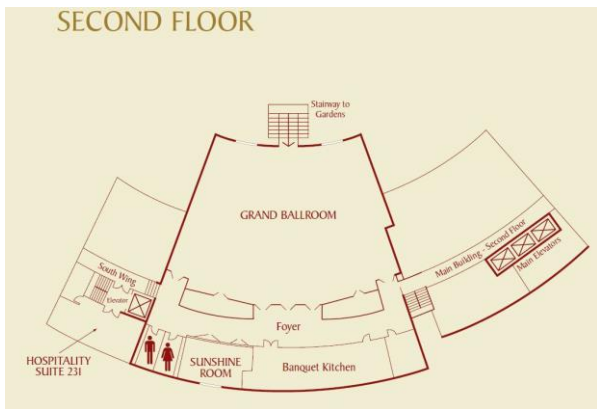 SECOND FLOOR
Stairway to
Gardens
GRAND BALLROOM
Main Building - Second Floor
Main Elevators
South Wing
Elevator
Foyer
HOSPITALITY
SUITE 231
SUNSHINE
ROOM
Banquet Kitchen